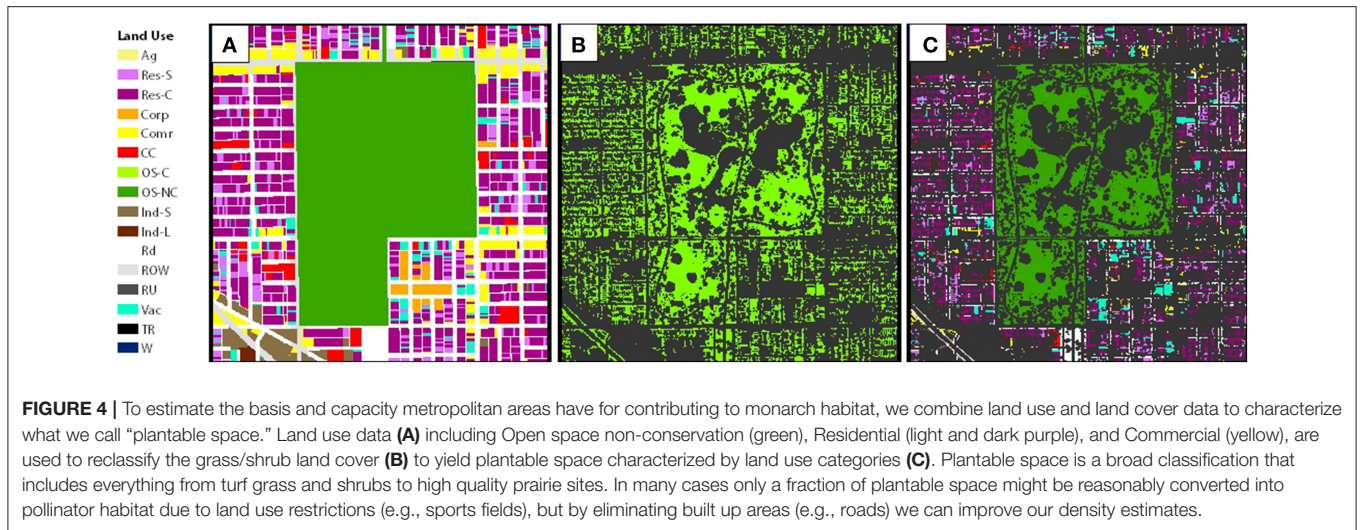 Land Use
Ag
Res-S
Res-C
Corp
Comr
CC
OS-C
OS-NC
Ind-S
Ind-L
Rd
ROW
RU
Vac
TR
W
A
B
C
FIGURE 4 | To estimate the basis and capacity metropolitan areas have for contributing to monarch habitat, we combine land use and land cover data to characterize
what we call “plantable space.” Land use data (A) including Open space non-conservation (green), Residential (light and dark purple), and Commercial (yellow), are
used to reclassify the grass/shrub land cover (B) to yield plantable space characterized by land use categories (C). Plantable space is a broad classification that
includes everything from turf grass and shrubs to high quality prairie sites. In many cases only a fraction of plantable space might be reasonably converted into
pollinator habitat due to land use restrictions (e.g., sports fields), but by eliminating built up areas (e.g., roads) we can improve our density estimates.